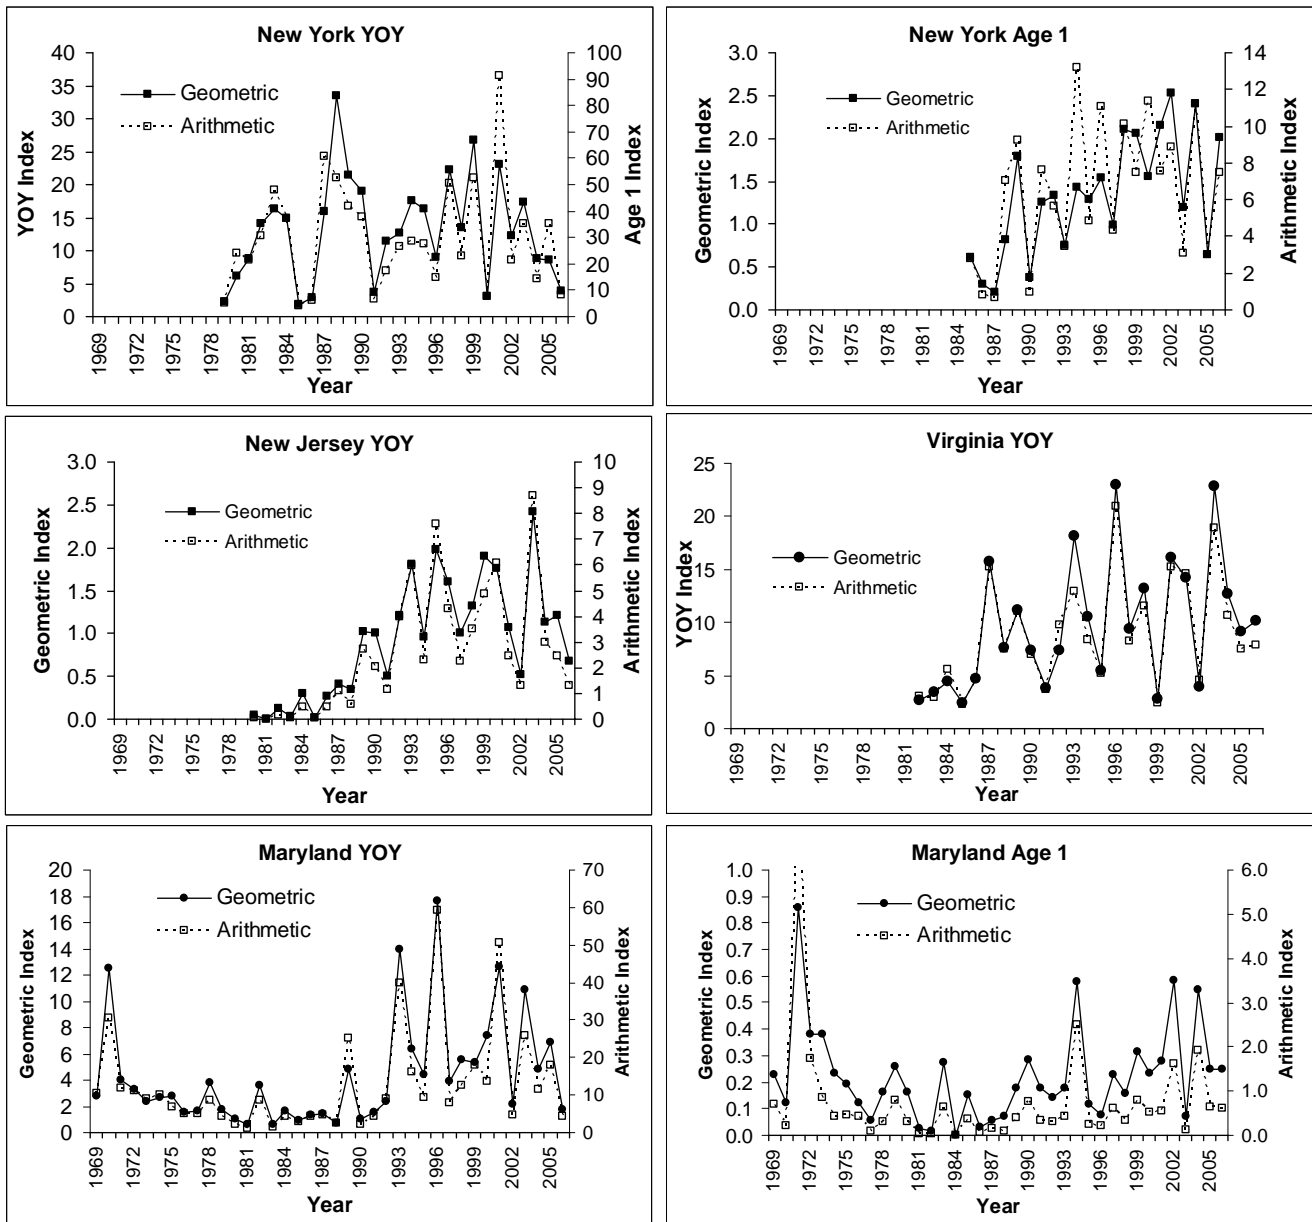 New York YOY
40
35
30
25
20
15
10
5
0
YOY Index
100
90
80
70
60
50
40
30
20
10
0
Age 1 Index
Geometric
Arithmetic
1969 1972 1975 1978 1981 1984 1987 1990 1993 1996 1999 2002 2005
Year
New York Age 1
3.0
2.5
2.0
1.5
1.0
0.5
0.0
Geometric Index
14
12
10
8
6
4
2
0
Arithmetic Index
Geometric
Arithmetic
1969 1972 1975 1978 1981 1984 1987 1990 1993 1996 1999 2002 2005
Year
New Jersey YOY
3.0
2.5
2.0
1.5
1.0
0.5
0.0
Geometric Index
10
9
8
7
6
5
4
3
2
1
0
Arithmetic Index
Geometric
Arithmetic
1969 1972 1975 1978 1981 1984 1987 1990 1993 1996 1999 2002 2005
Year
Virginia YOY
25
20
15
10
5
0
YOY Index
Geometric
Arithmetic
1969 1972 1975 1978 1981 1984 1987 1990 1993 1996 1999 2002 2005
Year
Maryland YOY
20
18
16
14
12
10
8
6
4
2
0
Geometric Index
70
60
50
40
30
20
10
0
Arithmetic Index
Geometric
Arithmetic
1969 1972 1975 1978 1981 1984 1987 1990 1993 1996 1999 2002 2005
Year
Maryland Age 1
1.0
0.9
0.8
0.7
0.6
0.5
0.4
0.3
0.2
0.1
0.0
Geometric Index
6.0
5.0
4.0
3.0
2.0
1.0
0.0
Arithmetic Index
Geometric
Arithmetic
1969 1972 1975 1978 1981 1984 1987 1990 1993 1996 1999 2002 2005
Year